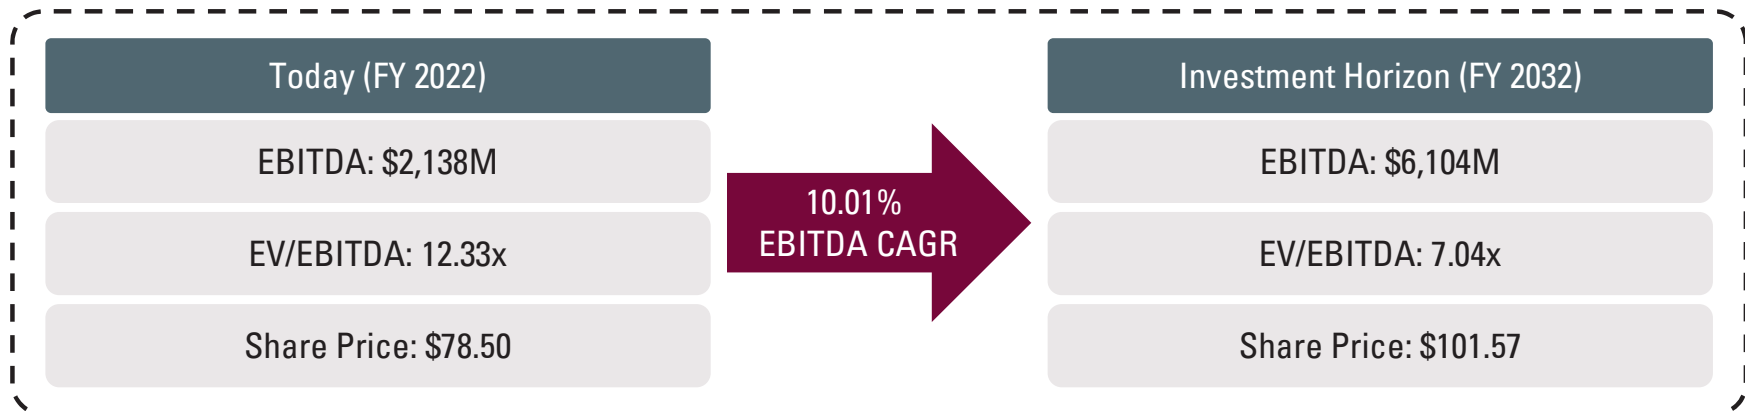 Today (FY 2022)
EBITDA: $2,138M
EV/EBITDA: 12.33x
Share Price: $78.50
10.01%
EBITDA CAGR
Investment Horizon (FY 2032)
EBITDA: $6,104M
EV/EBITDA: 7.04x
Share Price: $101.57